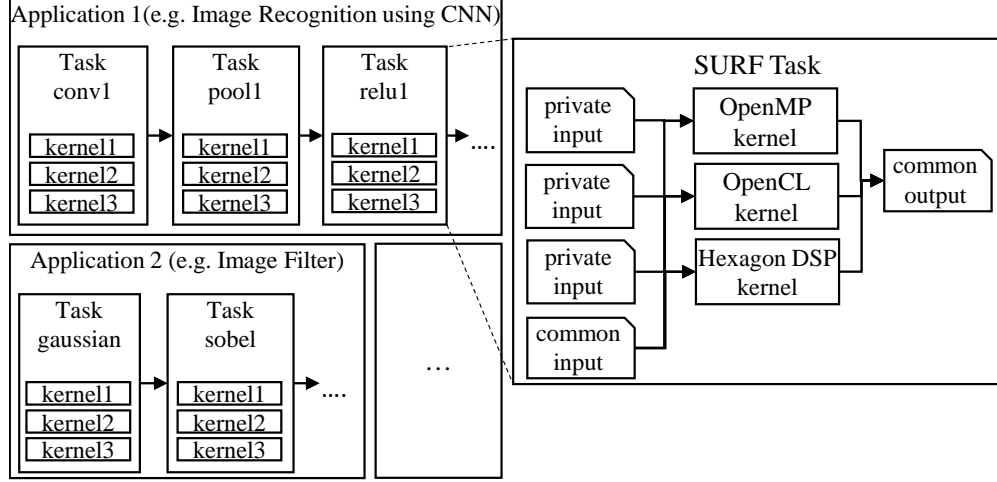 Application 1(e.g. Image Recognition using CNN)
Task
conv1
kernel1
kernel2
kernel3
Task
pool1
kernel1
kernel2
kernel3
Task
relu1
kernel1
kernel2
kernel3
....
Application 2 (e.g. Image Filter)
Task
gaussian
kernel1
kernel2
kernel3
Task
sobel
kernel1
kernel2
kernel3
....
...
SURF Task
private
input
private
input
private
input
common
input
OpenMP
kernel
OpenCL
kernel
Hexagon DSP
kernel
common
output